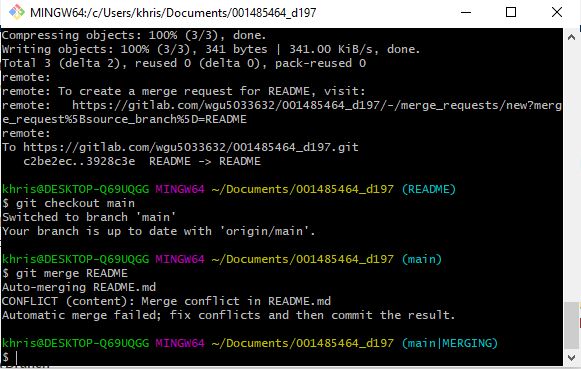 MINGW64:/c/Users/khris/Documents/001485464_d197
Compressing objects: 100% (3/3), done.
Writing objects: 100% (3/3), 341 bytes | 341.00 KiB/s, done.
Total 3 (delta 2), reused 0 (delta 0), pack-reused 0
remote:
remote: To create a merge request for README, visit:
remote:   https://gitlab.com/wgu5033632/001485464_d197/-/merge_requests/new?merg
e_request%5Bsource_branch%5D=README
remote:
To https://gitlab.com/wgu5033632/001485464_d197.git
   c2be2ec..3928c3e  README -> README
khris@DESKTOP-Q69UQGG MINGW64 ~/Documents/001485464_d197 (README)
$ git checkout main
Switched to branch 'main'
Your branch is up to date with 'origin/main'.
khris@DESKTOP-Q69UQGG MINGW64 ~/Documents/001485464_d197 (main)
$ git merge README
Auto-merging README.md
CONFLICT (content): Merge conflict in README.md
Automatic merge failed; fix conflicts and then commit the result.
khris@DESKTOP-Q69UQGG MINGW64 ~/Documents/001485464_d197 (main|MERGING)
$